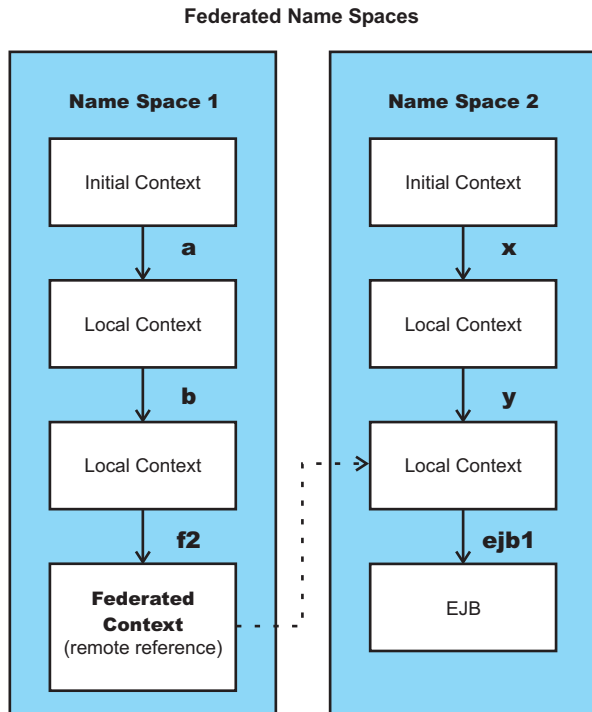 Federated Name Spaces
Name Space 1
Initial Context
a
Local Context
b
Local Context
f2
Federated
Context
(remote reference)
Name Space 2
Initial Context
x
Local Context
y
Local Context
ejb1
EJB